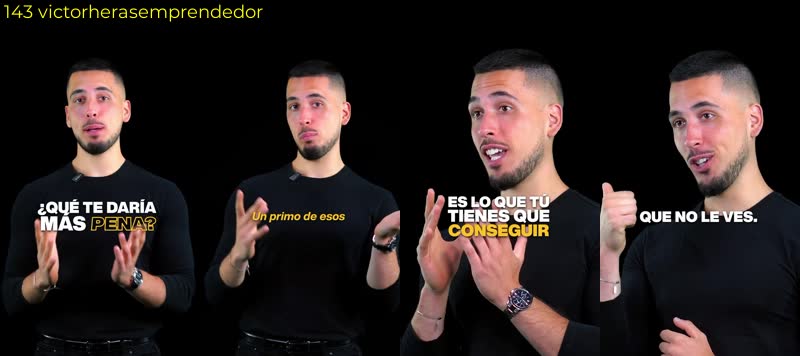 143 victorherasemprendedor
¿QUÉ TE DARÍA
MÁS PENA?
Un primo de esos
ES LO QUE TÚ
TIENES QUE
CONSEGUIR
QUE NO LE VES.